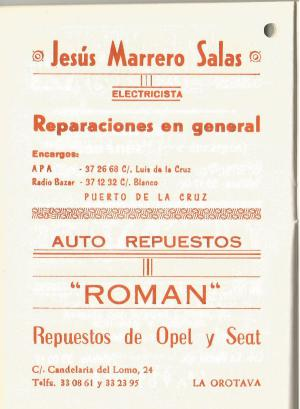 Jesús Marrero Salas
ELECTRICISTA
Reparaciones en general
Encargos:
APA - 37 26 68 C/. Luis de la Cruz
Radio Bazar - 37 12 32 C/. Blanco
PUERTO DE LA CRUZ
AUTO REPUESTOS
"ROMAN"
Repuestos de Opel y Seat
C/. Candelaria del Lomo, 24
Telfs. 33 08 61 y 33 23 95 LA OROTAVA